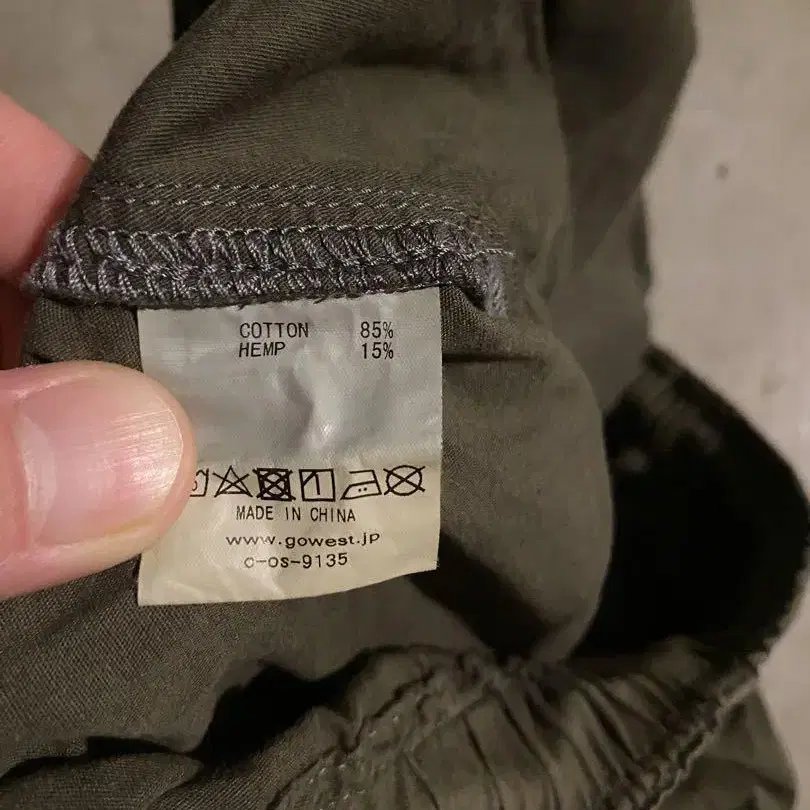 COTTON 85%
HEMP 15%
MADE IN CHINA
www.gowest.jp
c-os-9135